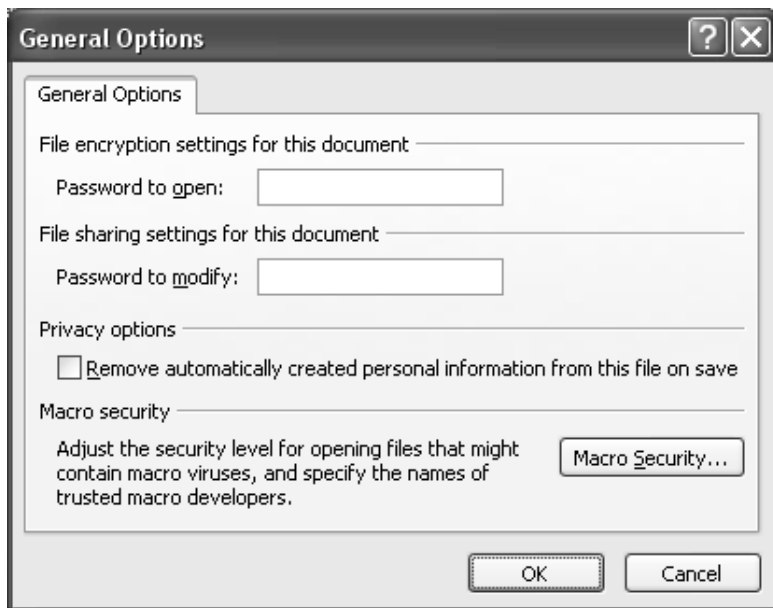 General Options
General Options
File encryption settings for this document
Password to open:
File sharing settings for this document
Password to modify:
Privacy options
Remove automatically created personal information from this file on save
Macro security
Adjust the security level for opening files that might
contain macro viruses, and specify the names of
trusted macro developers.
Macro Security...
OK
Cancel